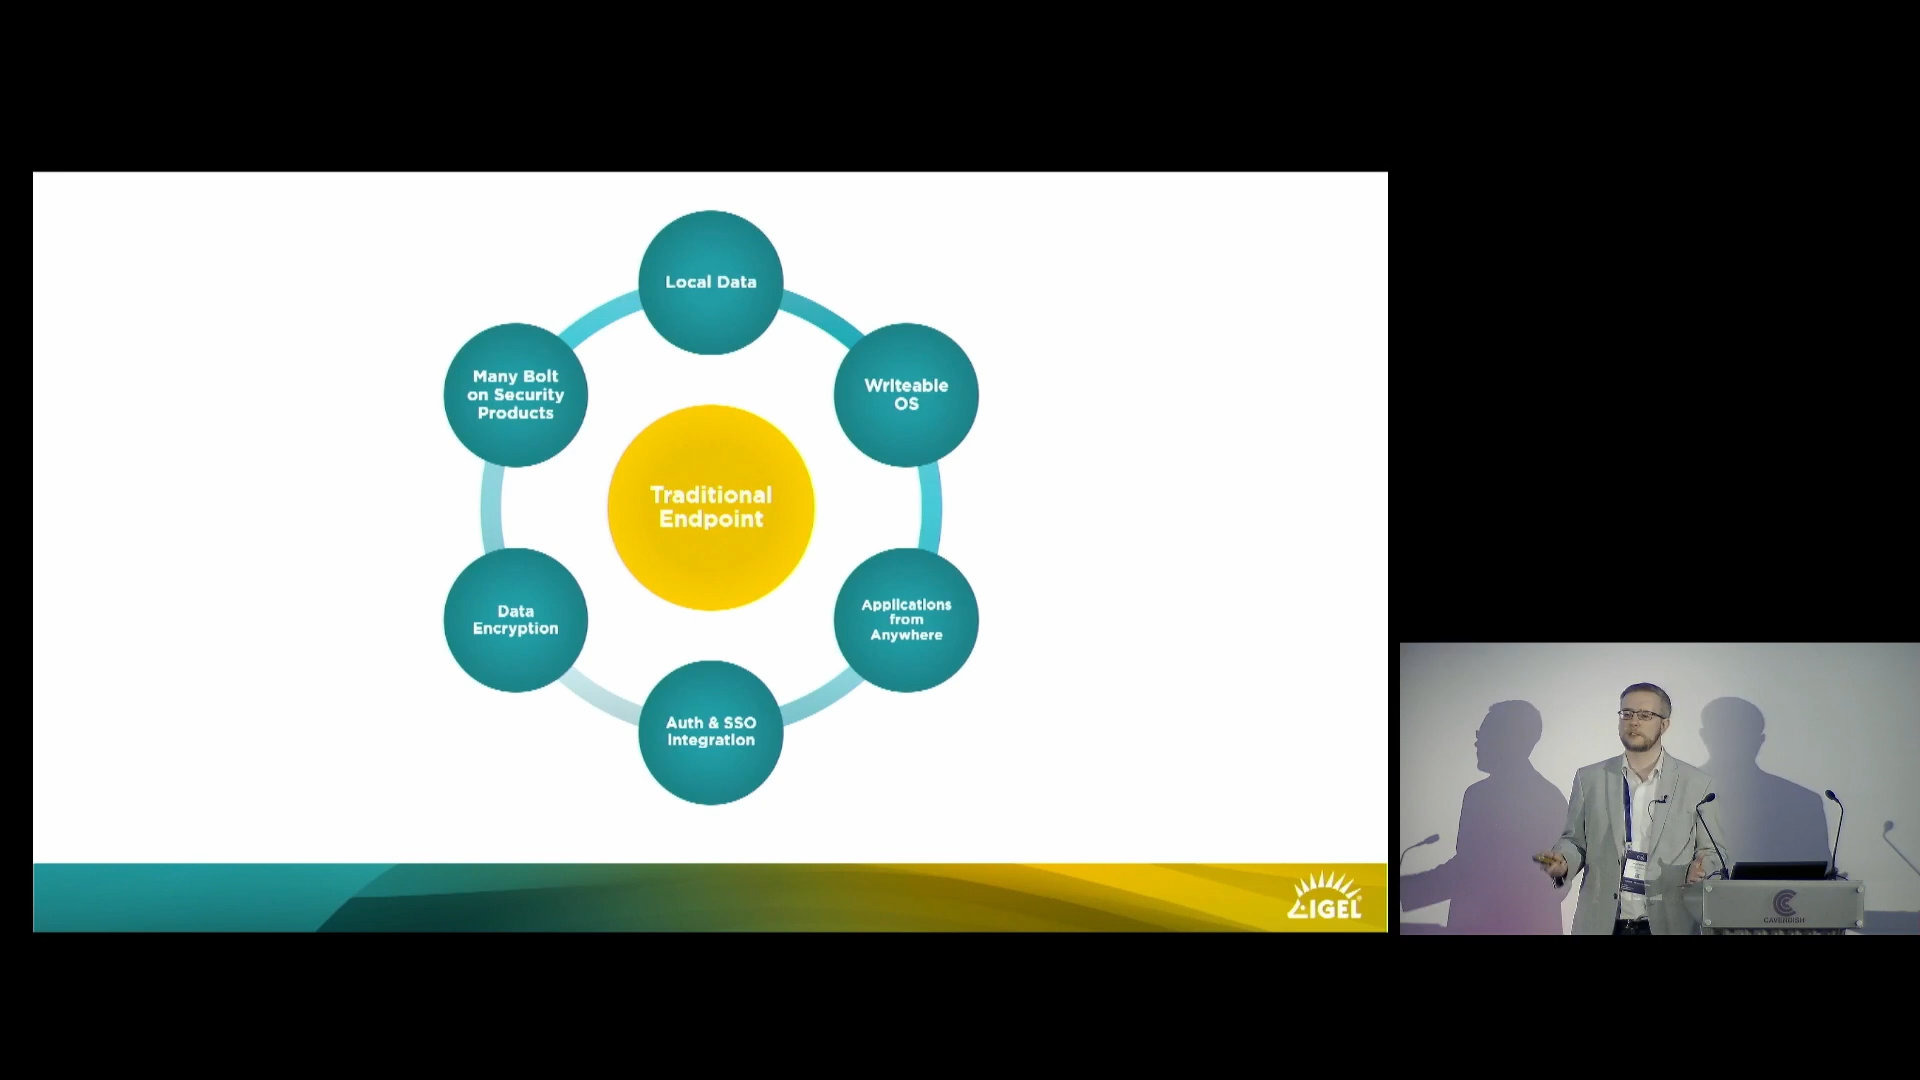 Local Data
Many Bolt
on Security
Products
Writeable
OS
Traditional
Endpoint
Data
Encryption
Applications
from
Anywhere
Auth & SSO
Integration
IGEL
CAVENDISH